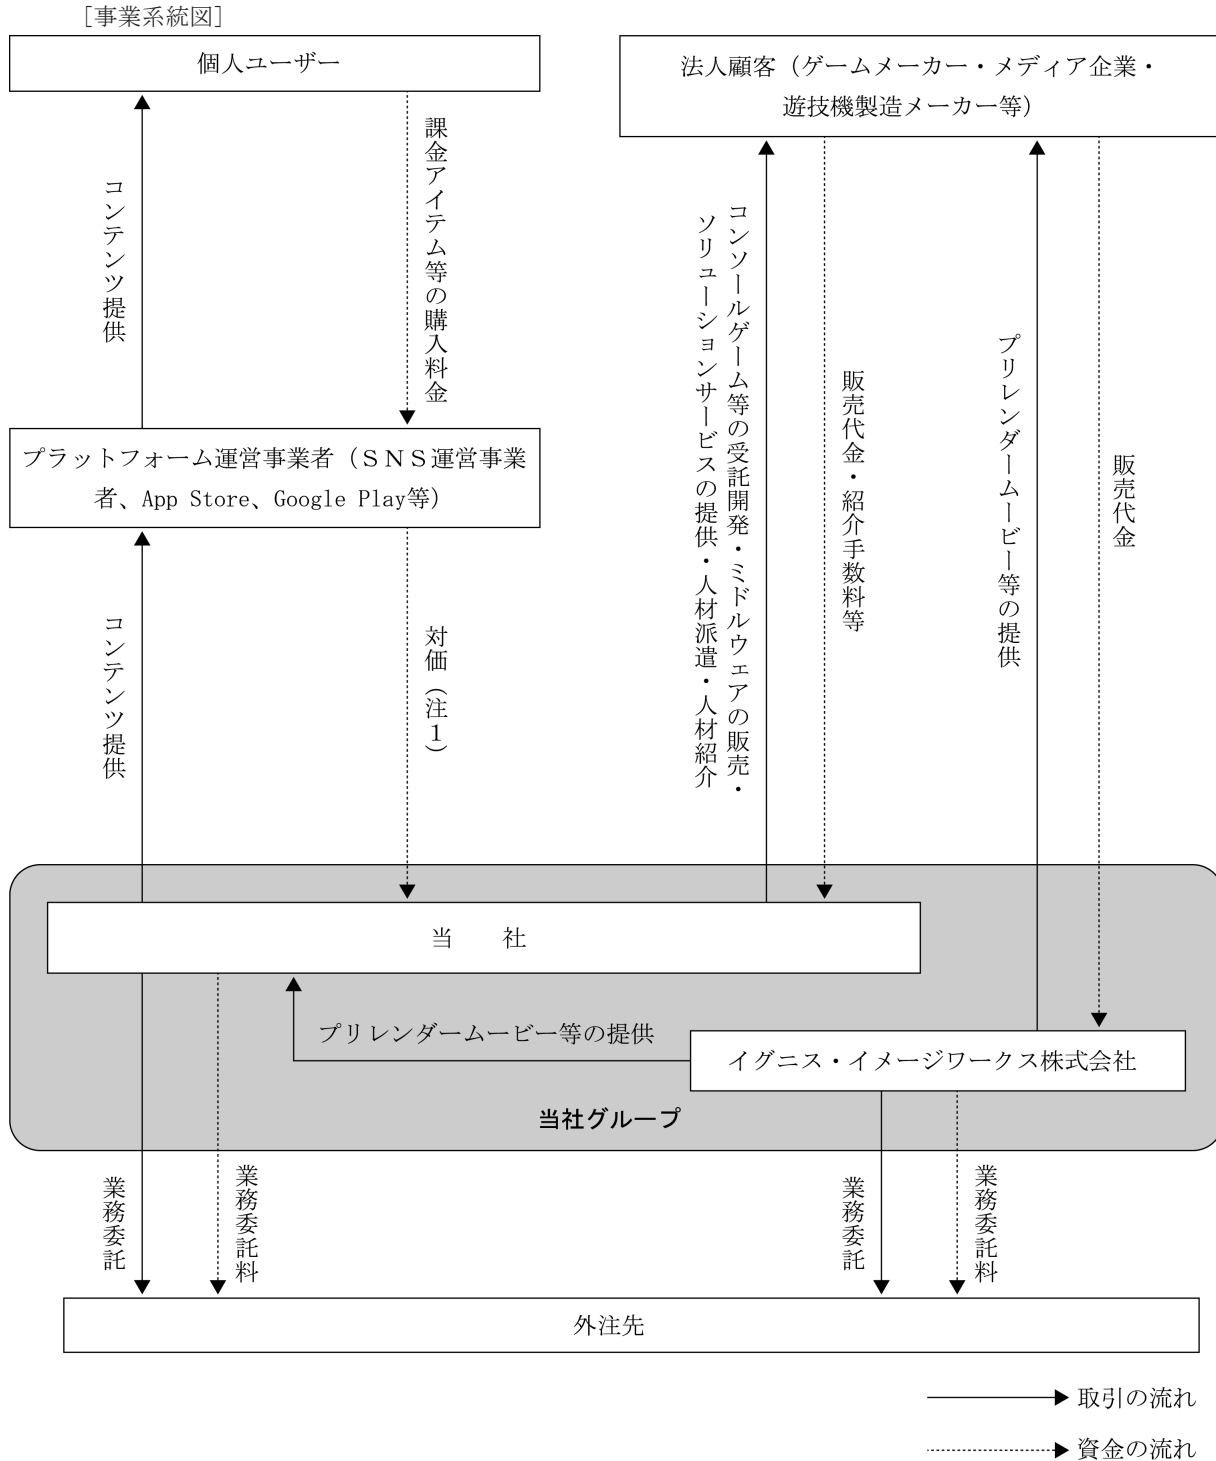 ［事業系統図］
個人ユーザー
法人顧客（ゲームメーカー・メディア企業・
遊技機製造メーカー等）
コンテンツ提供
課金アイテム等の購入料金
コンソールゲーム等の受託開発・ミドルウェアの販売・
ソリューションサービスの提供・人材派遣・人材紹介
販売代金・紹介手数料等
プリレンダームービー等の提供
販売代金
プラットフォーム運営事業者（ＳＮＳ運営事業
者、App Store、Google Play等）
コンテンツ提供
対価（注１）
当　　社
プリレンダームービー等の提供
イグニス・イメージワークス株式会社
当社グループ
業務委託
業務委託料
業務委託
業務委託料
外注先
取引の流れ
資金の流れ